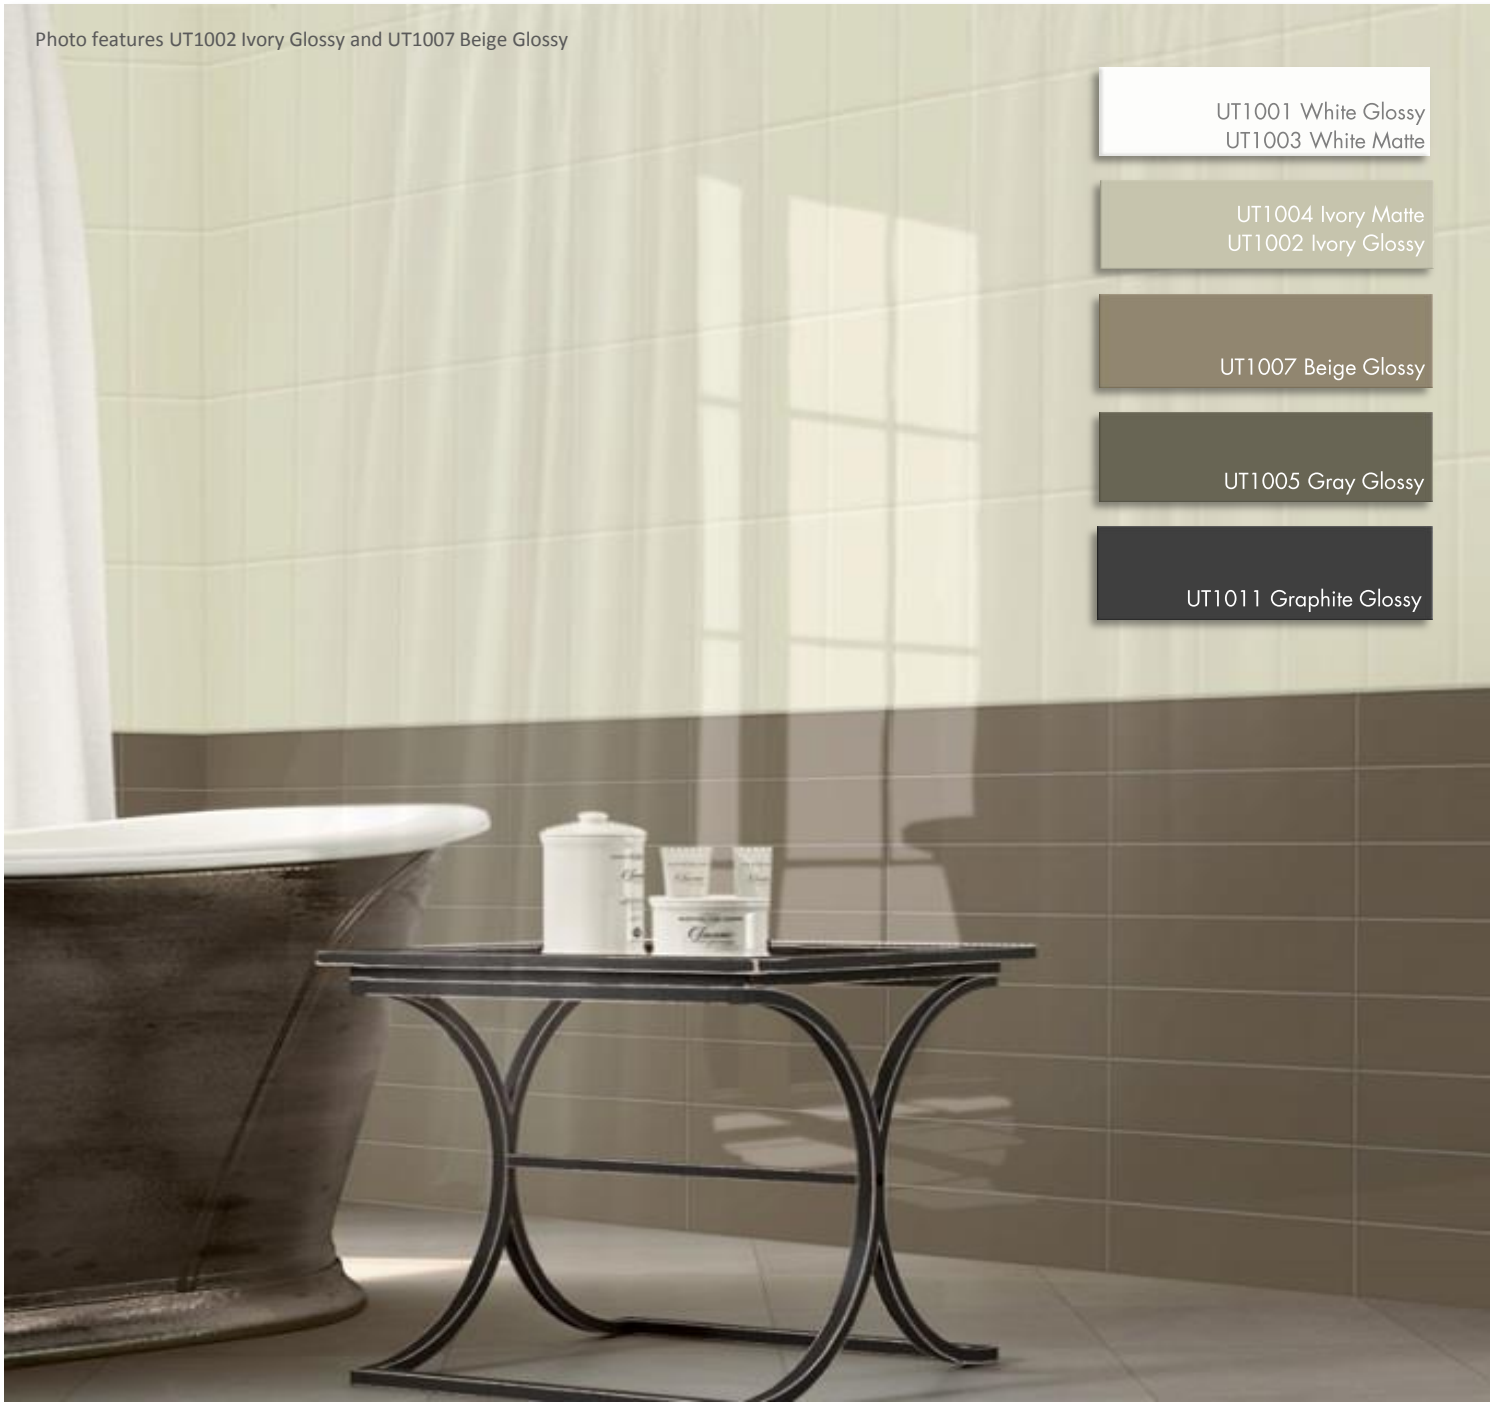 Photo features UT1002 Ivory Glossy and UT1007 Beige Glossy
UT1001 White Glossy
UT1003 White Matte
UT1004 Ivory Matte
UT1002 Ivory Glossy
UT1007 Beige Glossy
UT1005 Gray Glossy
UT1011 Graphite Glossy